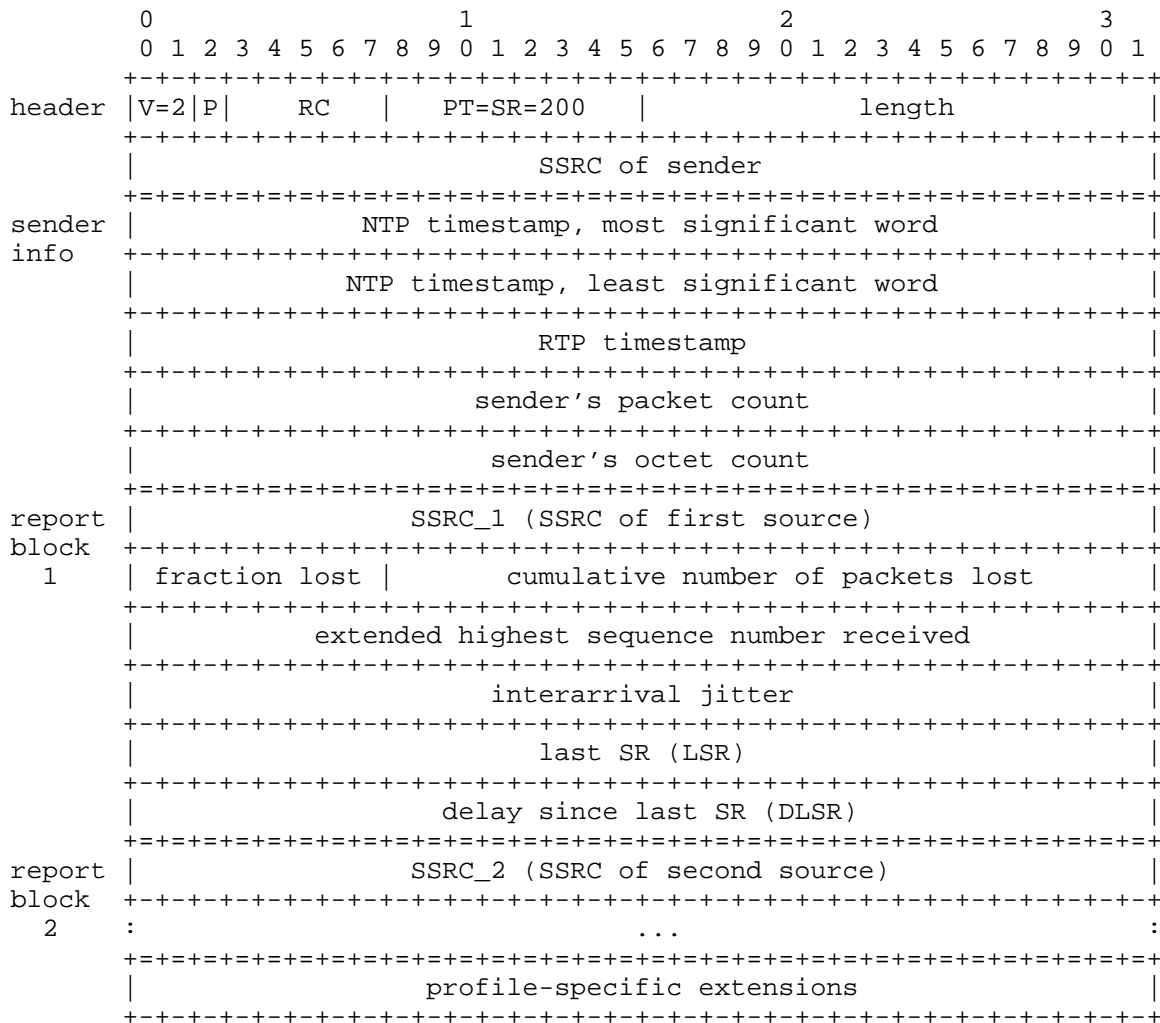 0                   1                   2                   3
        0 1 2 3 4 5 6 7 8 9 0 1 2 3 4 5 6 7 8 9 0 1 2 3 4 5 6 7 8 9 0 1
       +-+-+-+-+-+-+-+-+-+-+-+-+-+-+-+-+-+-+-+-+-+-+-+-+-+-+-+-+-+-+-+-+
header |V=2|P|    RC   |   PT=SR=200   |             length            |
       +-+-+-+-+-+-+-+-+-+-+-+-+-+-+-+-+-+-+-+-+-+-+-+-+-+-+-+-+-+-+-+-+
       |                         SSRC of sender                        |
       +=+=+=+=+=+=+=+=+=+=+=+=+=+=+=+=+=+=+=+=+=+=+=+=+=+=+=+=+=+=+=+=+
sender |              NTP timestamp, most significant word             |
info   +-+-+-+-+-+-+-+-+-+-+-+-+-+-+-+-+-+-+-+-+-+-+-+-+-+-+-+-+-+-+-+-+
       |             NTP timestamp, least significant word             |
       +-+-+-+-+-+-+-+-+-+-+-+-+-+-+-+-+-+-+-+-+-+-+-+-+-+-+-+-+-+-+-+-+
       |                         RTP timestamp                         |
       +-+-+-+-+-+-+-+-+-+-+-+-+-+-+-+-+-+-+-+-+-+-+-+-+-+-+-+-+-+-+-+-+
       |                     sender’s packet count                     |
       +-+-+-+-+-+-+-+-+-+-+-+-+-+-+-+-+-+-+-+-+-+-+-+-+-+-+-+-+-+-+-+-+
       |                      sender’s octet count                     |
       +=+=+=+=+=+=+=+=+=+=+=+=+=+=+=+=+=+=+=+=+=+=+=+=+=+=+=+=+=+=+=+=+
report |                 SSRC_1 (SSRC of first source)                 |
block  +-+-+-+-+-+-+-+-+-+-+-+-+-+-+-+-+-+-+-+-+-+-+-+-+-+-+-+-+-+-+-+-+
  1    | fraction lost |       cumulative number of packets lost       |
       +-+-+-+-+-+-+-+-+-+-+-+-+-+-+-+-+-+-+-+-+-+-+-+-+-+-+-+-+-+-+-+-+
       |           extended highest sequence number received           |
       +-+-+-+-+-+-+-+-+-+-+-+-+-+-+-+-+-+-+-+-+-+-+-+-+-+-+-+-+-+-+-+-+
       |                      interarrival jitter                      |
       +-+-+-+-+-+-+-+-+-+-+-+-+-+-+-+-+-+-+-+-+-+-+-+-+-+-+-+-+-+-+-+-+
       |                         last SR (LSR)                         |
       +-+-+-+-+-+-+-+-+-+-+-+-+-+-+-+-+-+-+-+-+-+-+-+-+-+-+-+-+-+-+-+-+
       |                   delay since last SR (DLSR)                  |
       +=+=+=+=+=+=+=+=+=+=+=+=+=+=+=+=+=+=+=+=+=+=+=+=+=+=+=+=+=+=+=+=+
report |                 SSRC_2 (SSRC of second source)                |
block  +-+-+-+-+-+-+-+-+-+-+-+-+-+-+-+-+-+-+-+-+-+-+-+-+-+-+-+-+-+-+-+-+
  2    :                               ...                             :
       +=+=+=+=+=+=+=+=+=+=+=+=+=+=+=+=+=+=+=+=+=+=+=+=+=+=+=+=+=+=+=+=+
       |                  profile-specific extensions                  |
       +-+-+-+-+-+-+-+-+-+-+-+-+-+-+-+-+-+-+-+-+-+-+-+-+-+-+-+-+-+-+-+-+